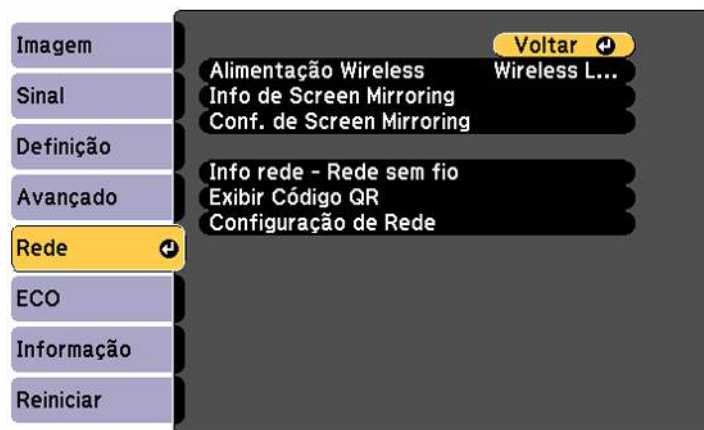 Imagem
Sinal
Definição
Avançado
Rede
ECO
Informação
Reiniciar
Voltar
Alimentação Wireless Wireless L...
Info de Screen Mirroring
Conf. de Screen Mirroring
Info rede - Rede sem fio
Exibir Código QR
Configuração de Rede